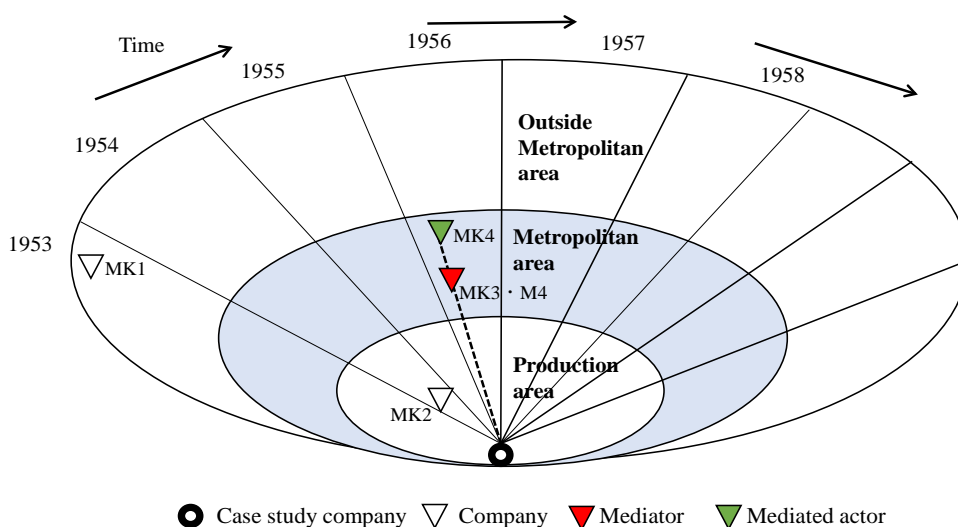 Time
1953
1954
1955
1956
1957
1958
Outside
Metropolitan
area
Metropolitan
area
Production
area
MK1
MK2
MK4
MK3・M4
Case study company
Company
Mediator
Mediated actor